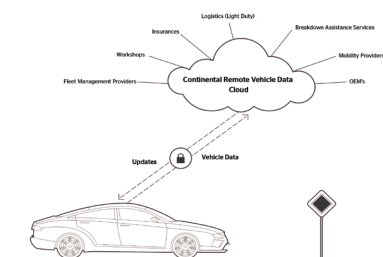 Logistics (Light Duty)
Insurances
Breakdown Assistance Services
Workshops
Mobility Providers
Fleet Management Providers
Continental Remote Vehicle Data
Cloud
OEM's
Updates
Vehicle Data